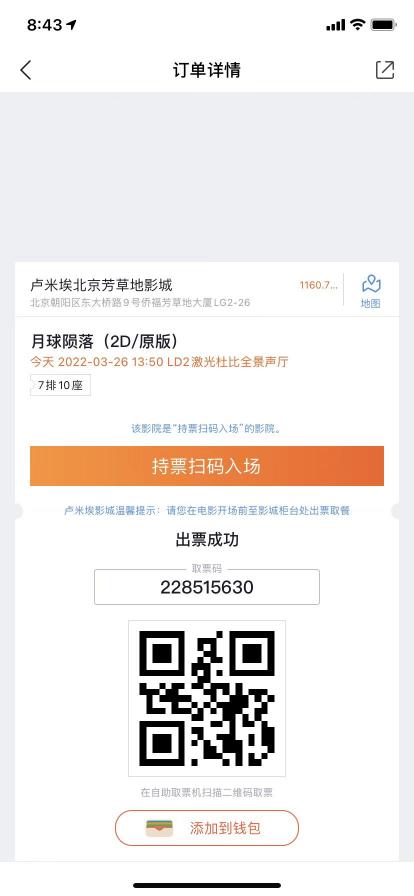 8:43
订单详情
卢米埃北京芳草地影城
1160.7...
北京朝阳区东大桥路9号侨福芳草地大厦LG2-26
地图
月球陨落（2D/原版）
今天 2022-03-26 13:50 LD2激光杜比全景声厅
7排10座
该影院是“持票扫码入场”的影院。
持票扫码入场
卢米埃影城温馨提示：请您在电影开场前至影城柜台处出票取餐
出票成功
取票码
228515630
在自助取票机扫描二维码取票
添加到钱包